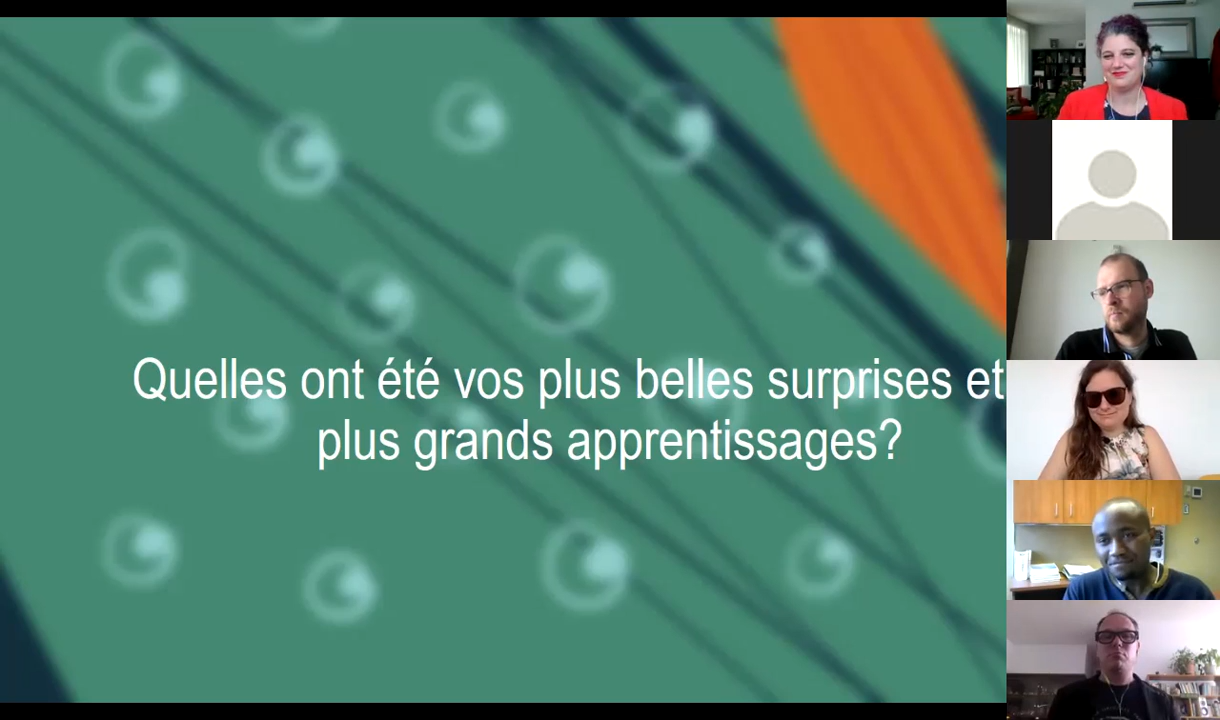 Quelles ont été vos plus belles surprises et
plus grands apprentissages?